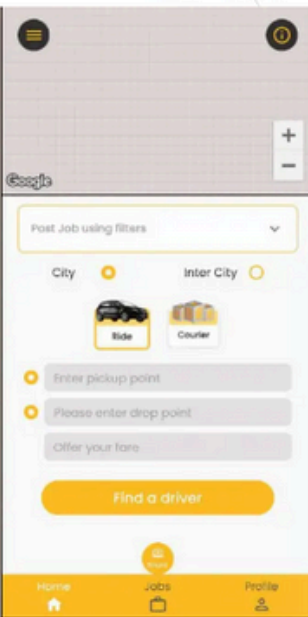 Google
+
−
Post Job using filters
City
Inter City
Ride
Courier
Enter pickup point
Please enter drop point
Offer your fare
Find a driver
Home
Jobs
Profile